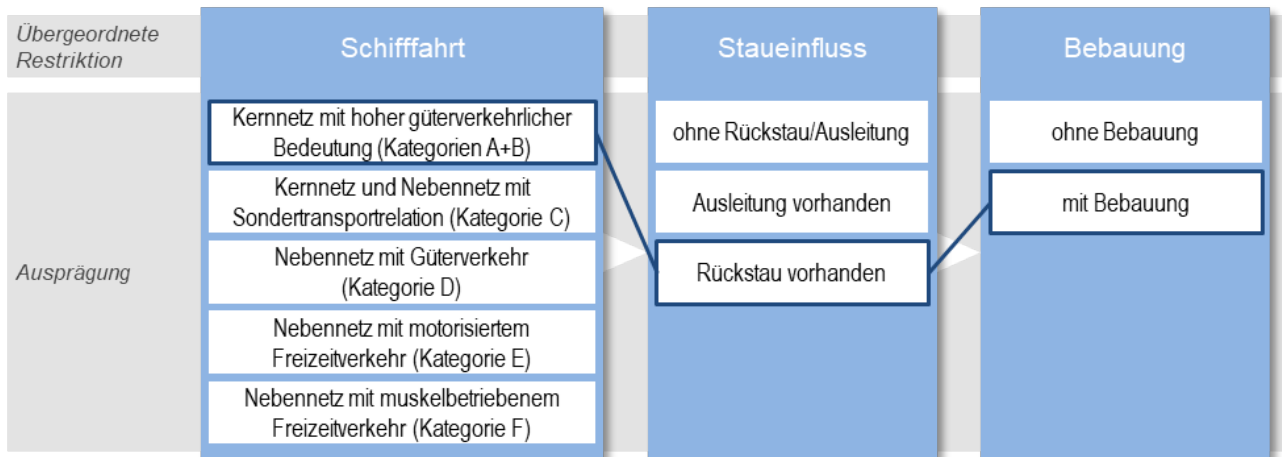 Übergeordnete
Restriktion
Schifffahrt
Staueinfluss
Bebauung
Ausprägung
Kernnetz mit hoher güterverkehrlicher
Bedeutung (Kategorien A+B)
Kernnetz und Nebennetz mit
Sondertransportrelation (Kategorie C)
Nebennetz mit Güterverkehr
(Kategorie D)
Nebennetz mit motorisiertem
Freizeitverkehr (Kategorie E)
Nebennetz mit muskelbetriebenem
Freizeitverkehr (Kategorie F)
ohne Rückstau/Ausleitung
Ausleitung vorhanden
Rückstau vorhanden
ohne Bebauung
mit Bebauung